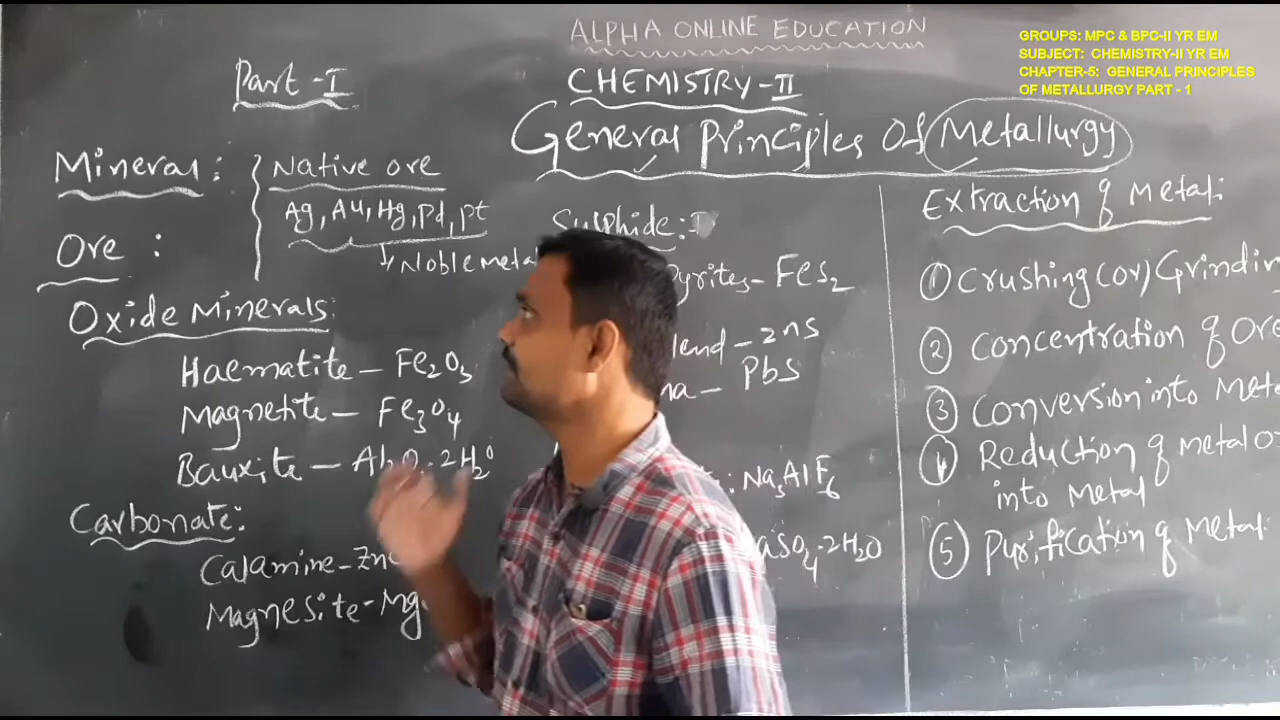 ALPHA ONLINE EDUCATION
GROUPS: MPC & BPC-II YR EM
SUBJECT: CHEMISTRY-II YR EM
CHAPTER-5: GENERAL PRINCIPLES
OF METALLURGY PART - 1
Part-I
CHEMISTRY-II
General Principles Of Metallurgy
Mineral:
Native ore
Ag, Au, Hg, Pd, Pt
Noble metal
Ore :
Oxide Minerals:
Haematite - Fe2O3
Magnetite - Fe3O4
Bauxite - Al2O3.2H2O
Carbonate:
Calamine - Zn
Magnesite - Mg
Sulphide:
Pyrites - FeS2
lend - ZnS
na - PbS
: Na3AlF6
aSO4.2H2O
Extraction of Metal:
① Crushing (or) Grindin
② Concentration of Ore
③ Conversion into Meta
④ Reduction of metal o
into Metal
⑤ Purification of Metal